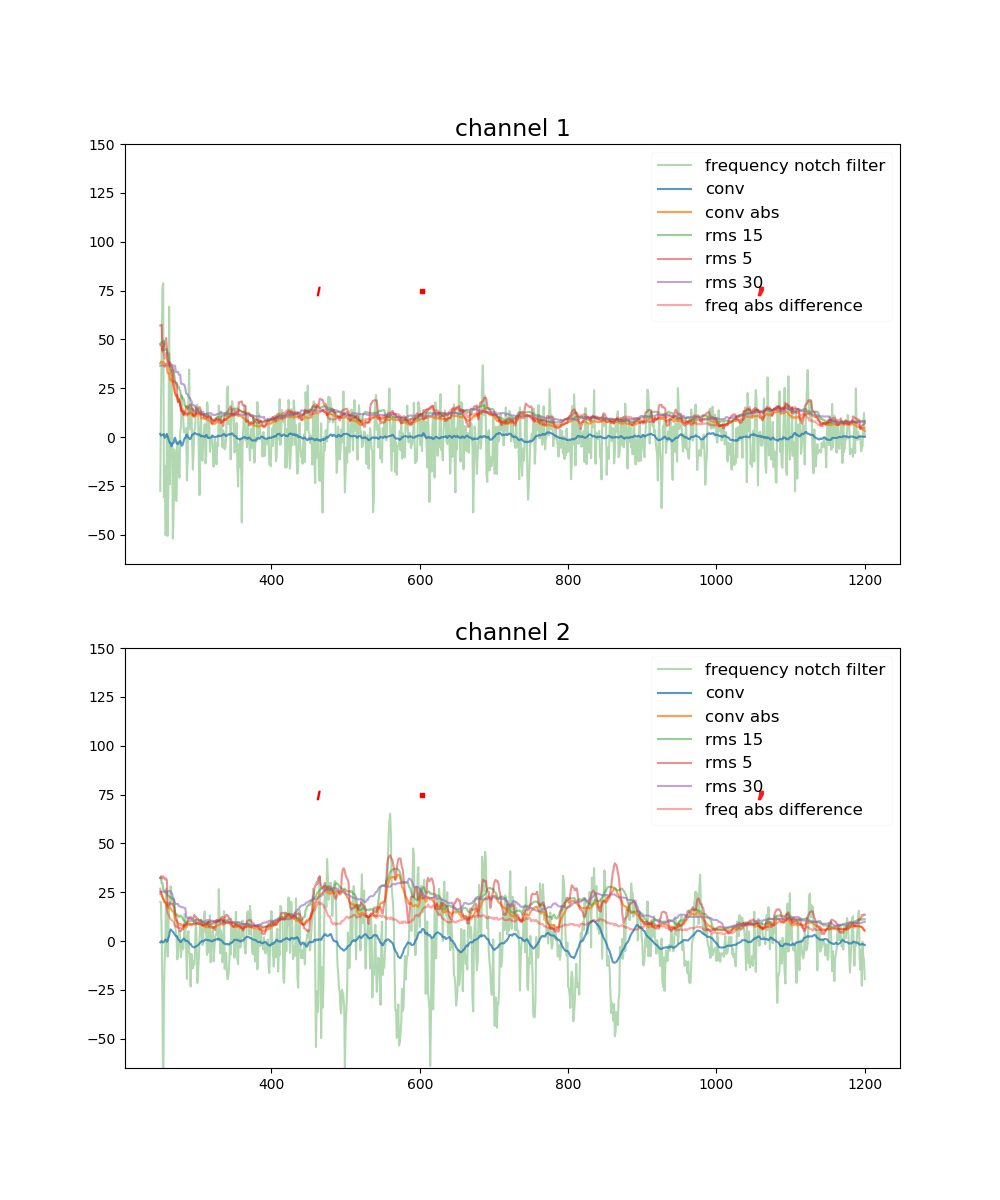 channel 1
150
125
100
75
50
25
0
−25
−50
frequency notch filter
conv
conv abs
rms 15
rms 5
rms 30
freq abs difference
400 600 800 1000 1200
channel 2
150
125
100
75
50
25
0
−25
−50
frequency notch filter
conv
conv abs
rms 15
rms 5
rms 30
freq abs difference
400 600 800 1000 1200